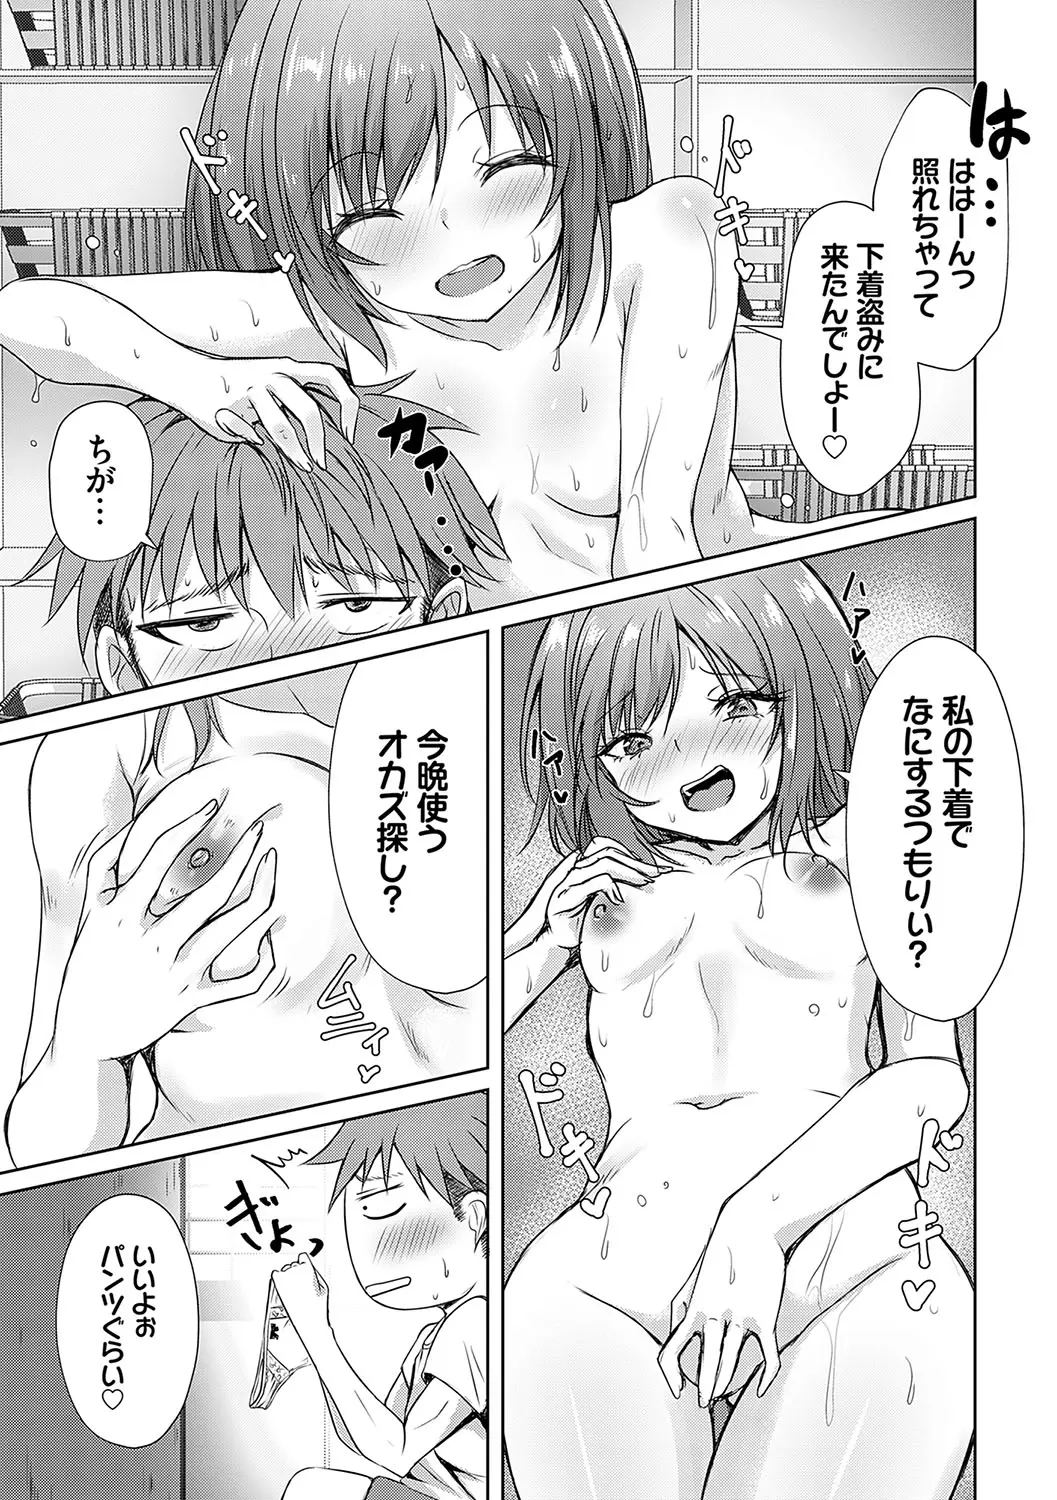 は…
ははーんっ
照れちゃって
下着盗みに
来たんでしょー♡
ドキ♡
ドキ♡
カァー…
ちが…
ハァ♥
ハァ♥
私の下着で
なにするつもりぃ?
ドキ♡
ドキ♡
今晩使う
オカズ探し?
ムニィ♡
ぎょっ
いいよぉ
パンツぐらい♡